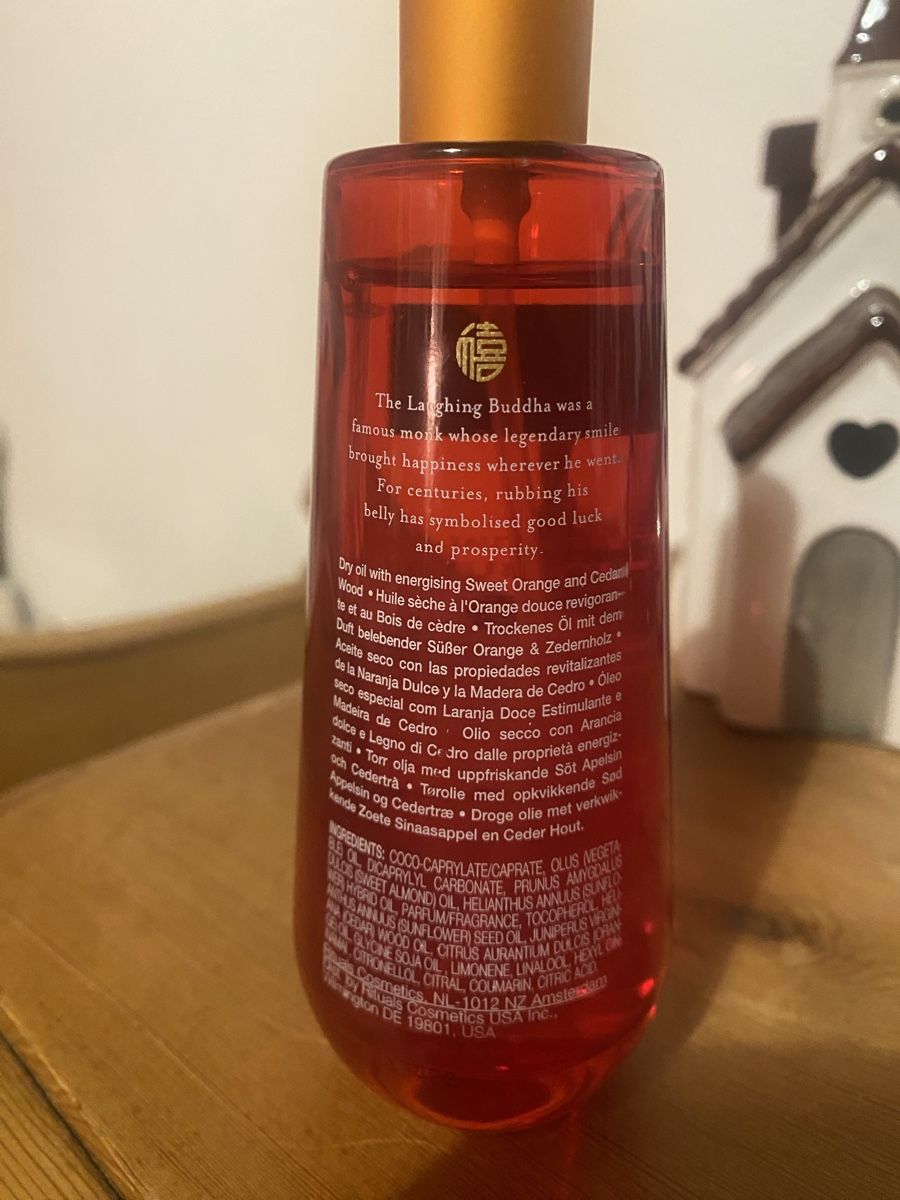 禧
The Laughing Buddha was a
famous monk whose legendary smile
brought happiness wherever he went.
For centuries, rubbing his
belly has symbolised good luck
and prosperity.
Dry oil with energising Sweet Orange and Cedar
Wood • Huile sèche à l'Orange douce revigoran-
te et au Bois de cèdre • Trockenes Öl mit dem
Duft belebender Süßer Orange & Zedernholz •
Aceite seco con las propiedades revitalizantes
de la Naranja Dulce y la Madera de Cedro • Óleo
seco especial com Laranja Doce Estimulante e
Madeira de Cedro • Olio secco con Arancia
dolce e Legno di Cedro dalle proprietà energiz-
zanti • Torr olja med uppfriskande Söt Apelsin
och Cedertrå • Tørolie med opkvikkende Sød
Appelsin og Cedertræ • Droge olie met verkwik-
kende Zoete Sinaasappel en Ceder Hout.
INGREDIENTS: COCO-CAPRYLATE/CAPRATE, OLUS (VEGETA-
BLE) OIL, DICAPRYLYL CARBONATE, PRUNUS AMYGDALUS
DULCIS (SWEET ALMOND) OIL, HELIANTHUS ANNUUS (SUNFLO-
WER) HYBRID OIL, PARFUM/FRAGRANCE, TOCOPHEROL, HELI-
ANTHUS ANNUUS (SUNFLOWER) SEED OIL, JUNIPERUS VIRGINI-
ANA (CEDAR) WOOD OIL, CITRUS AURANTIUM DULCIS (ORAN-
GE) OIL, GLYCINE SOJA OIL, LIMONENE, LINALOOL, HEXYL CIN-
NAMAL, CITRONELLOL, CITRAL, COUMARIN, CITRIC ACID.
Rituals Cosmetics, NL-1012 NZ Amsterdam
Dist. by Rituals Cosmetics USA Inc.,
Wilmington DE 19801, USA